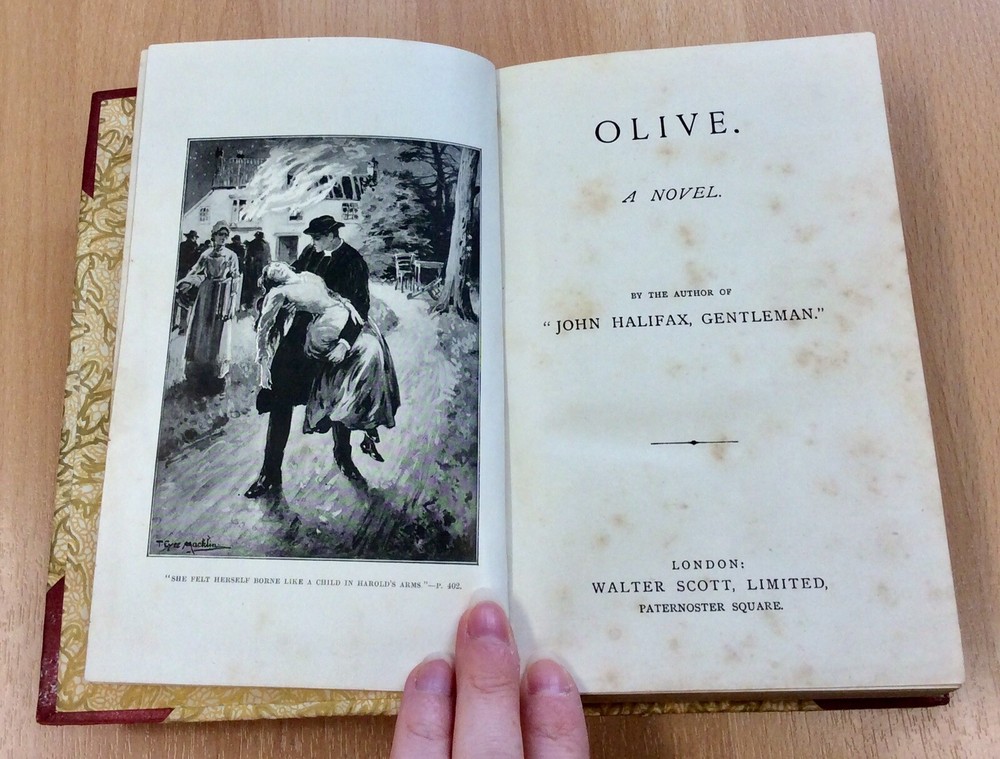 T Eyre Macklin
"SHE FELT HERSELF BORNE LIKE A CHILD IN HAROLD'S ARMS."—P. 402.
OLIVE.
A NOVEL.
BY THE AUTHOR OF
"JOHN HALIFAX, GENTLEMAN."
LONDON:
WALTER SCOTT, LIMITED,
PATERNOSTER SQUARE.